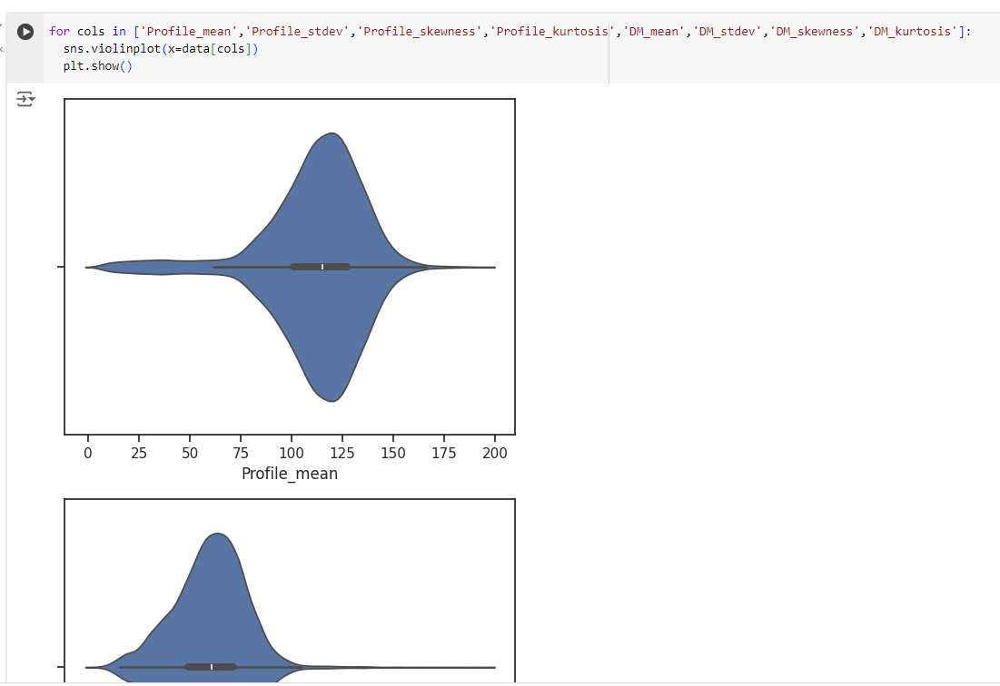 for cols in ['Profile_mean','Profile_stdev','Profile_skewness','Profile_kurtosis','DM_mean','DM_stdev','DM_skewness','DM_kurtosis']:
sns.violinplot(x=data[cols])
plt.show()
0 25 50 75 100 125 150 175 200
Profile_mean